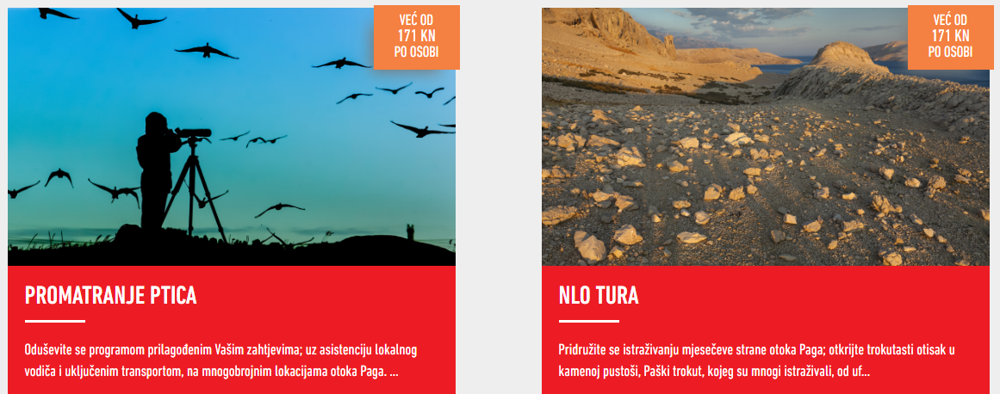 VEĆ OD
171 KN
PO OSOBI
PROMATRANJE PTICA
Oduševite se programom prilagođenim Vašim zahtjevima; uz asistenciju lokalnog
vodiča i uključenim transportom, na mnogobrojnim lokacijama otoka Paga. ...
VEĆ OD
171 KN
PO OSOBI
NLO TURA
Pridružite se istraživanju mjesečeve strane otoka Paga; otkrijte trokutasti otisak u
kamenoj pustoši, Paški trokut, kojeg su mnogi istraživali, od uf...